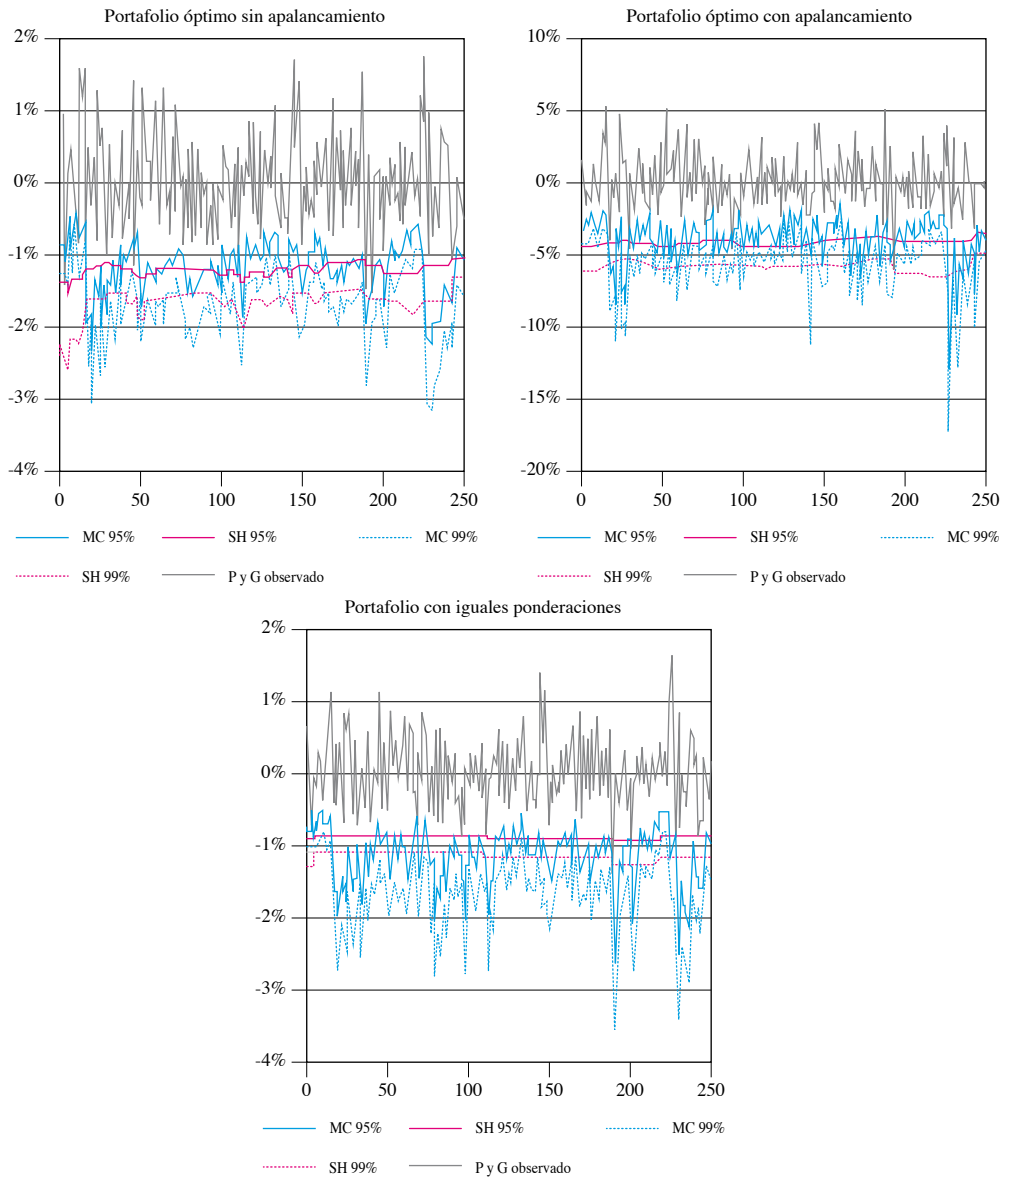 Portafolio óptimo sin apalancamiento
2%
1%
0%
-1%
-2%
-3%
-4%
0 50 100 150 200 250
MC 95% SH 95% MC 99%
SH 99% P y G observado
Portafolio óptimo con apalancamiento
10%
5%
0%
-5%
-10%
-15%
-20%
0 50 100 150 200 250
MC 95% SH 95% MC 99%
SH 99% P y G observado
Portafolio con iguales ponderaciones
2%
1%
0%
-1%
-2%
-3%
-4%
0 50 100 150 200 250
MC 95% SH 95% MC 99%
SH 99% P y G observado